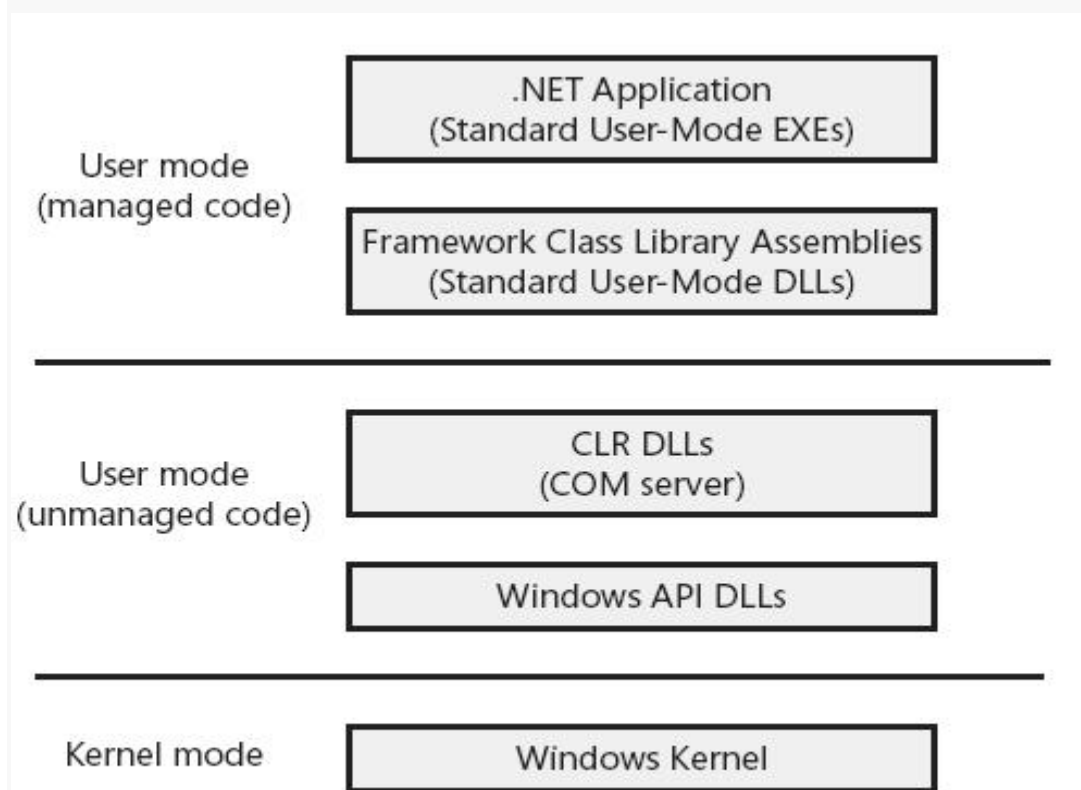 .NET Application
(Standard User-Mode EXEs)
User mode
(managed code)
Framework Class Library Assemblies
(Standard User-Mode DLLs)
CLR DLLs
(COM server)
User mode
(unmanaged code)
Windows API DLLs
Kernel mode
Windows Kernel